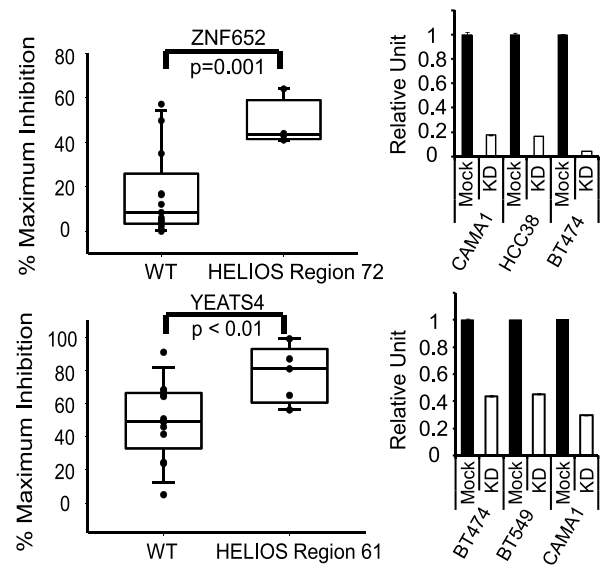 ZNF652
p=0.001
% Maximum Inhibition
80
60
40
20
0
WT HELIOS Region 72
Relative Unit
1
0.8
0.6
0.4
0.2
0
Mock KD Mock KD Mock KD
CAMA1 HCC38 BT474
YEATS4
p < 0.01
% Maximum Inhibition
100
80
60
40
20
0
WT HELIOS Region 61
Relative Unit
1
0.8
0.6
0.4
0.2
0
Mock KD Mock KD Mock KD
BT474 BT549 CAMA1